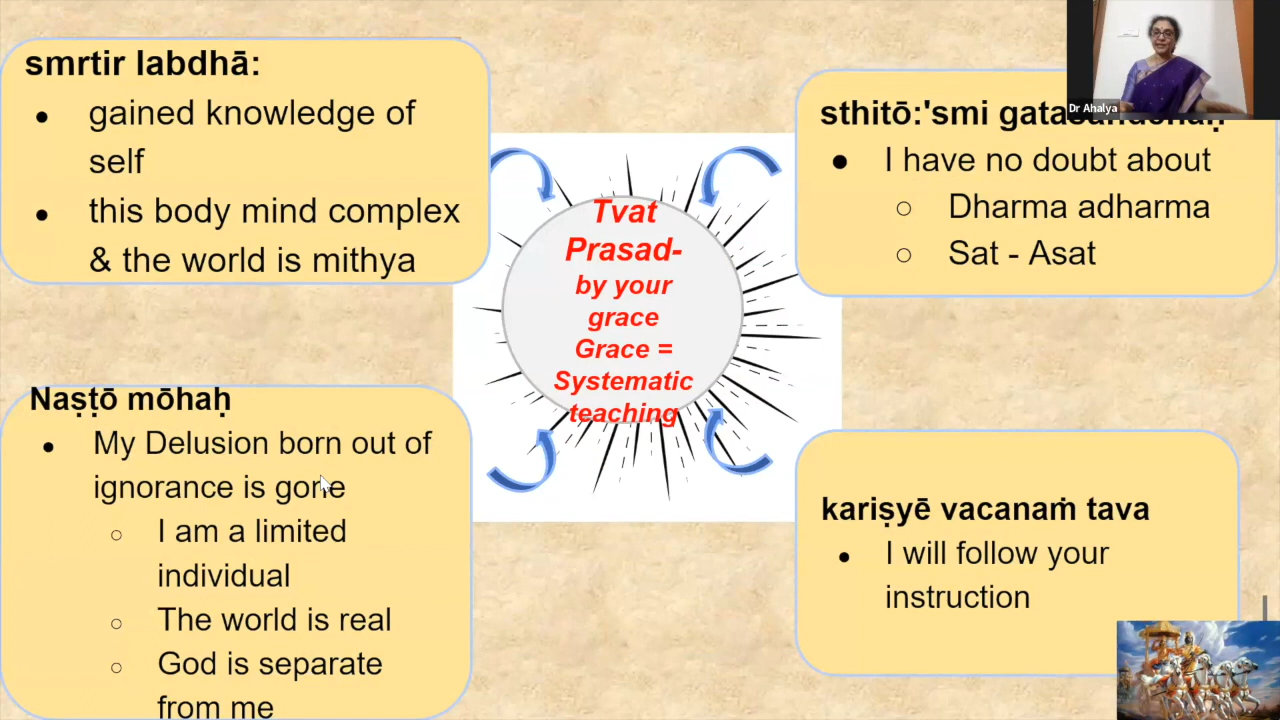 smrtir labdhā:
gained knowledge of
self
this body mind complex
& the world is mithya
Dr Ahalya
sthitō:'smi
I have no doubt about
Dharma adharma
Sat - Asat
Tvat
Prasad-
by your
grace
Grace =
Systematic
teaching
Naṣṭō mōhaḥ
My Delusion born out of
ignorance is gone
I am a limited
individual
The world is real
God is separate
from me
kariṣyē vacanaṁ tava
I will follow your
instruction